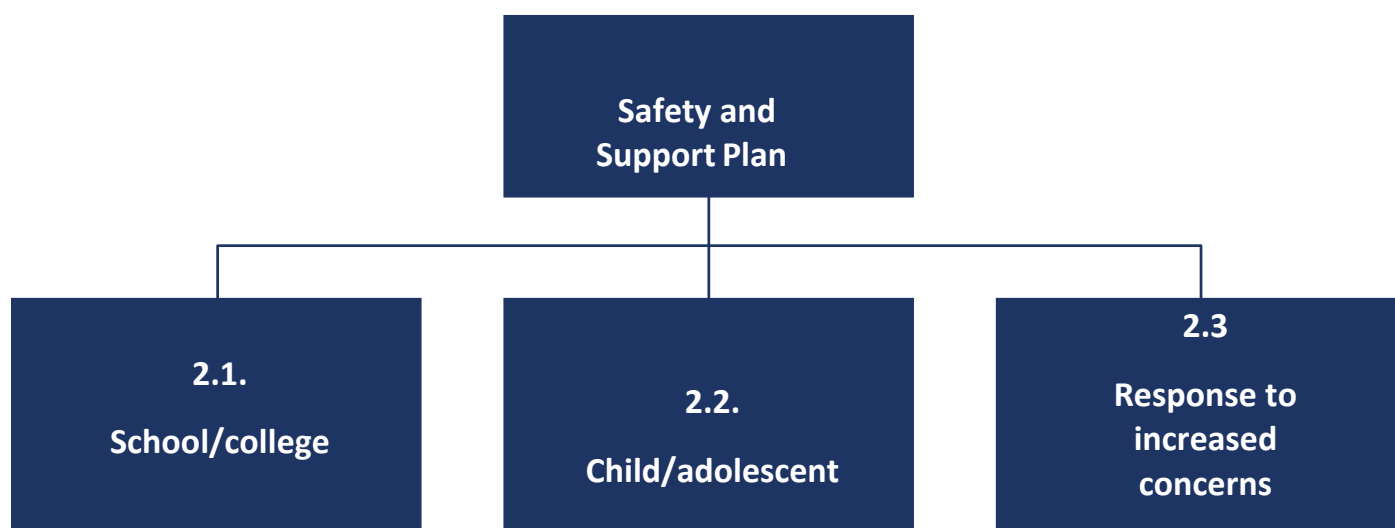 Safety and
Support Plan
2.1.
School/college
2.2.
Child/adolescent
2.3
Response to
increased
concerns